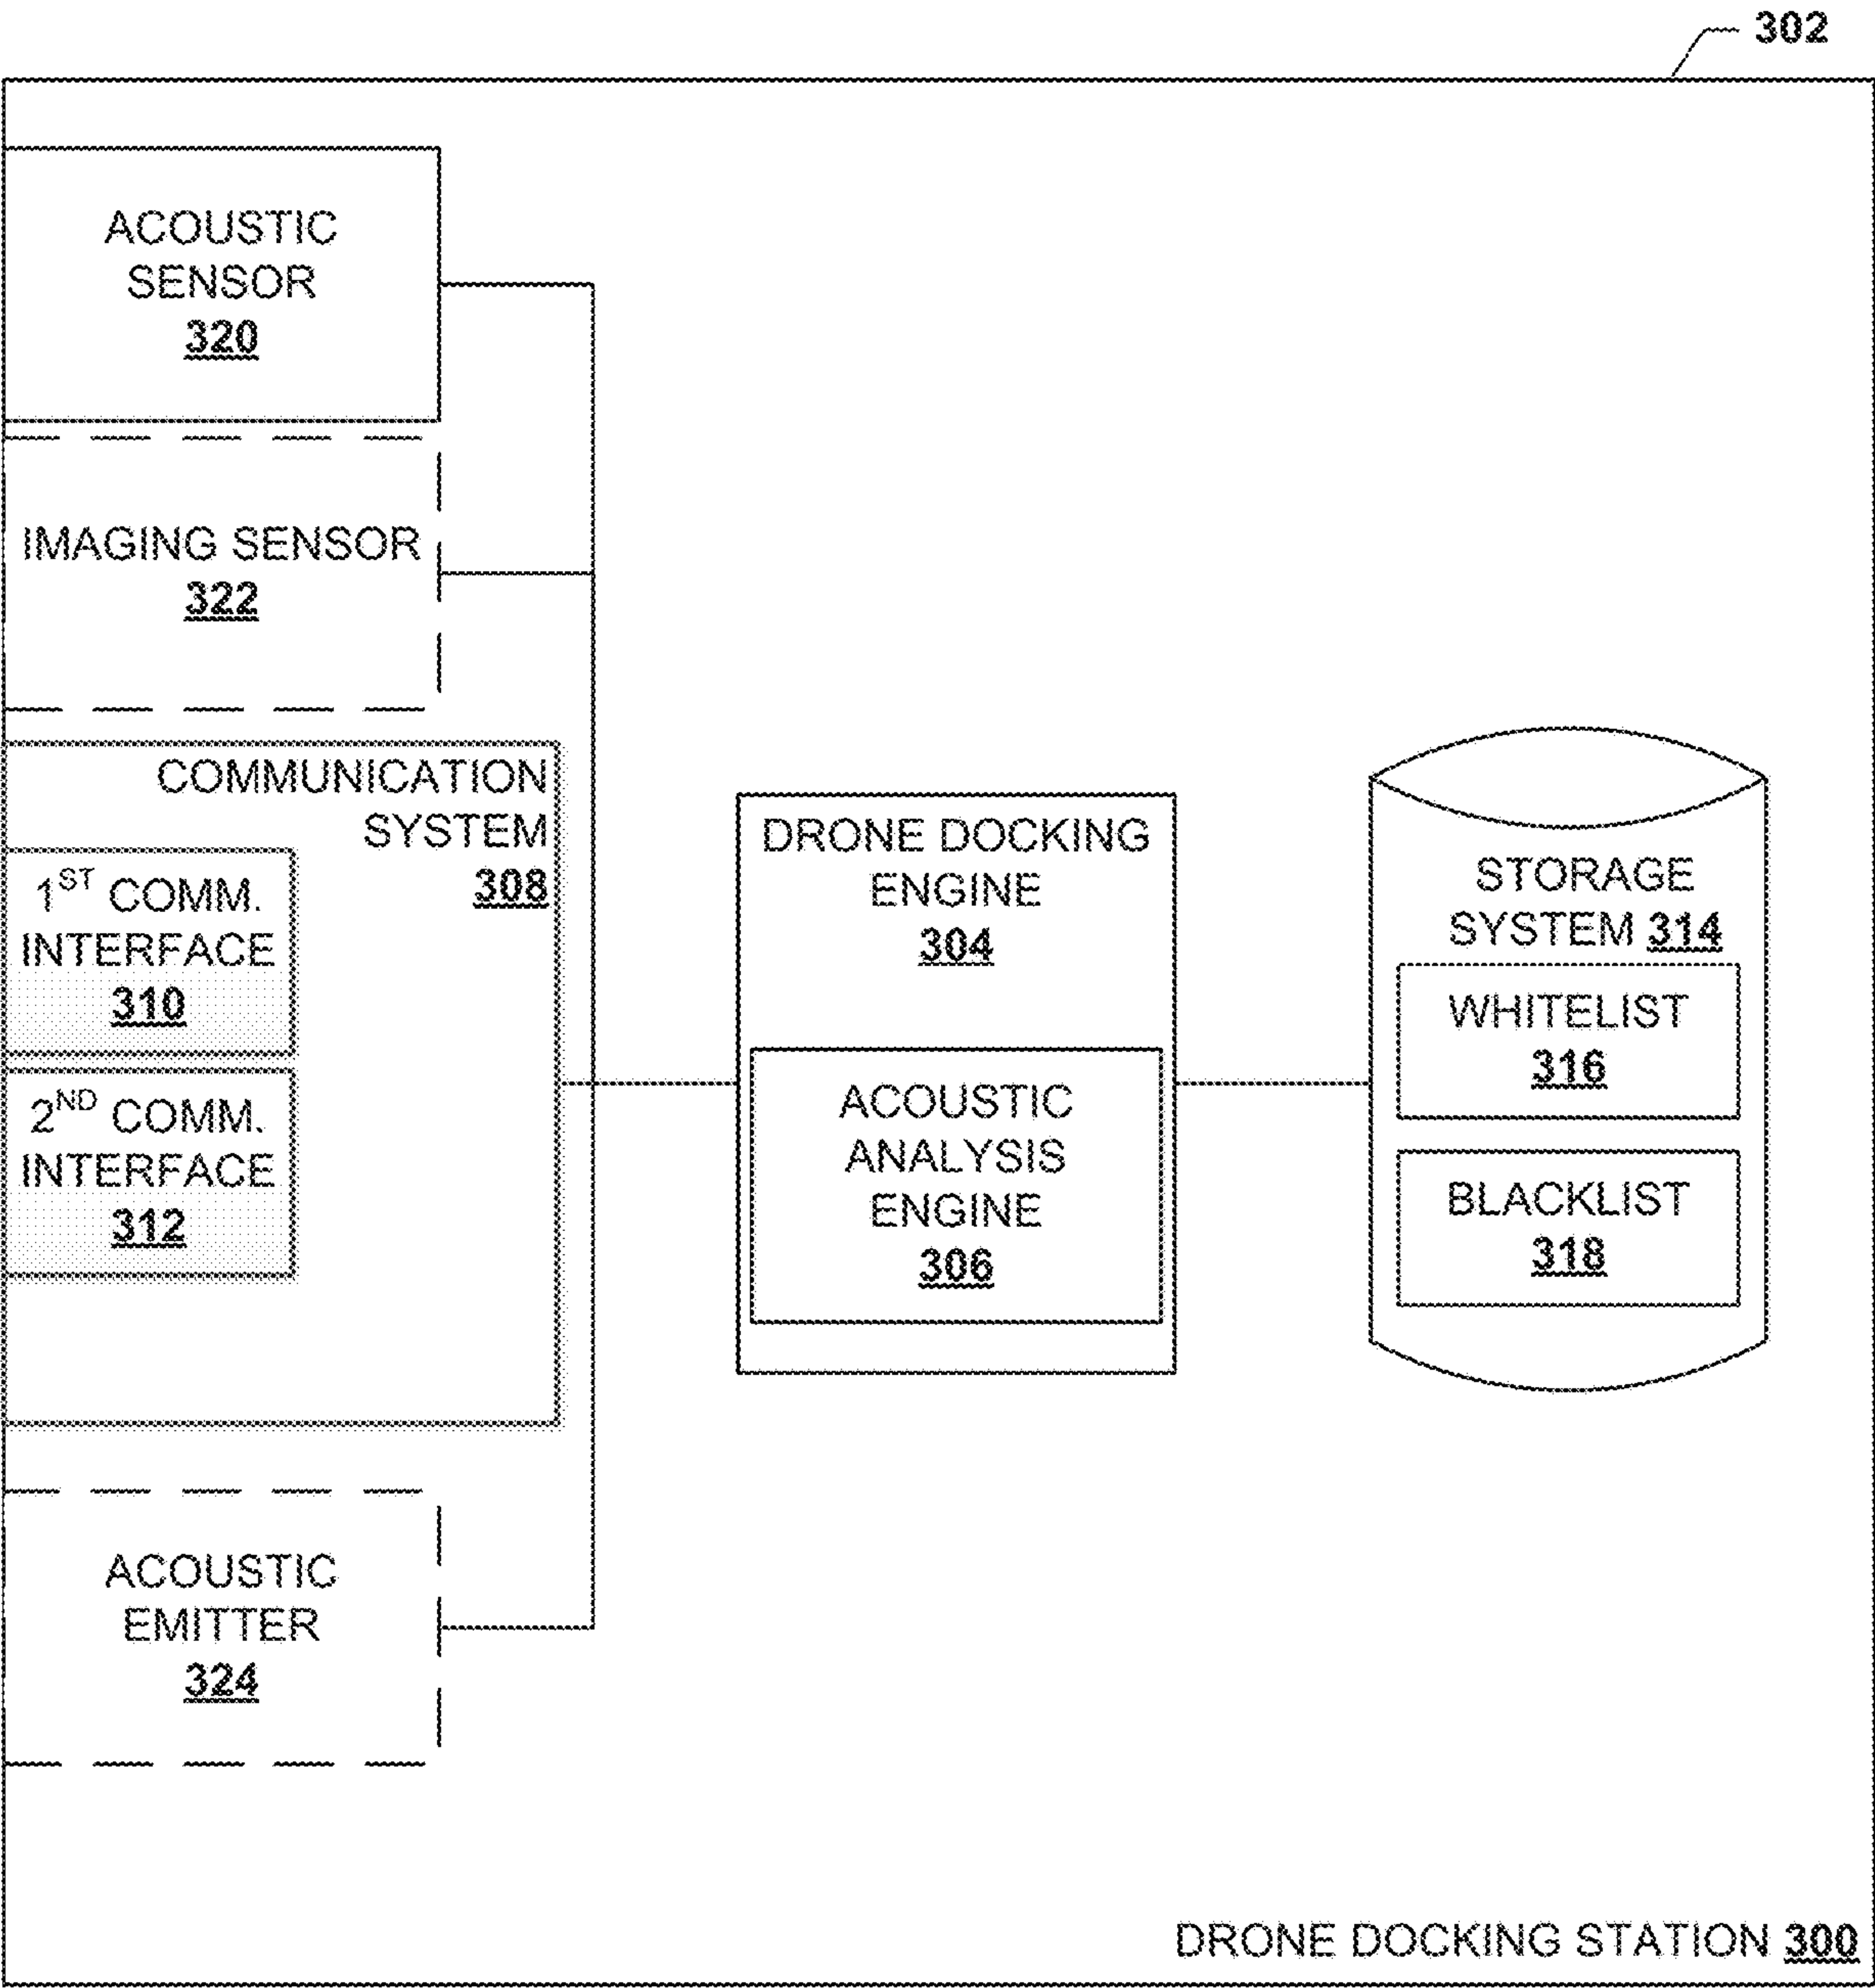 302
ACOUSTIC
SENSOR
320
IMAGING SENSOR
322
COMMUNICATION
SYSTEM
308
1ST COMM.
INTERFACE
310
2ND COMM.
INTERFACE
312
ACOUSTIC
EMITTER
324
DRONE DOCKING
ENGINE
304
ACOUSTIC
ANALYSIS
ENGINE
306
STORAGE
SYSTEM 314
WHITELIST
316
BLACKLIST
318
DRONE DOCKING STATION 300